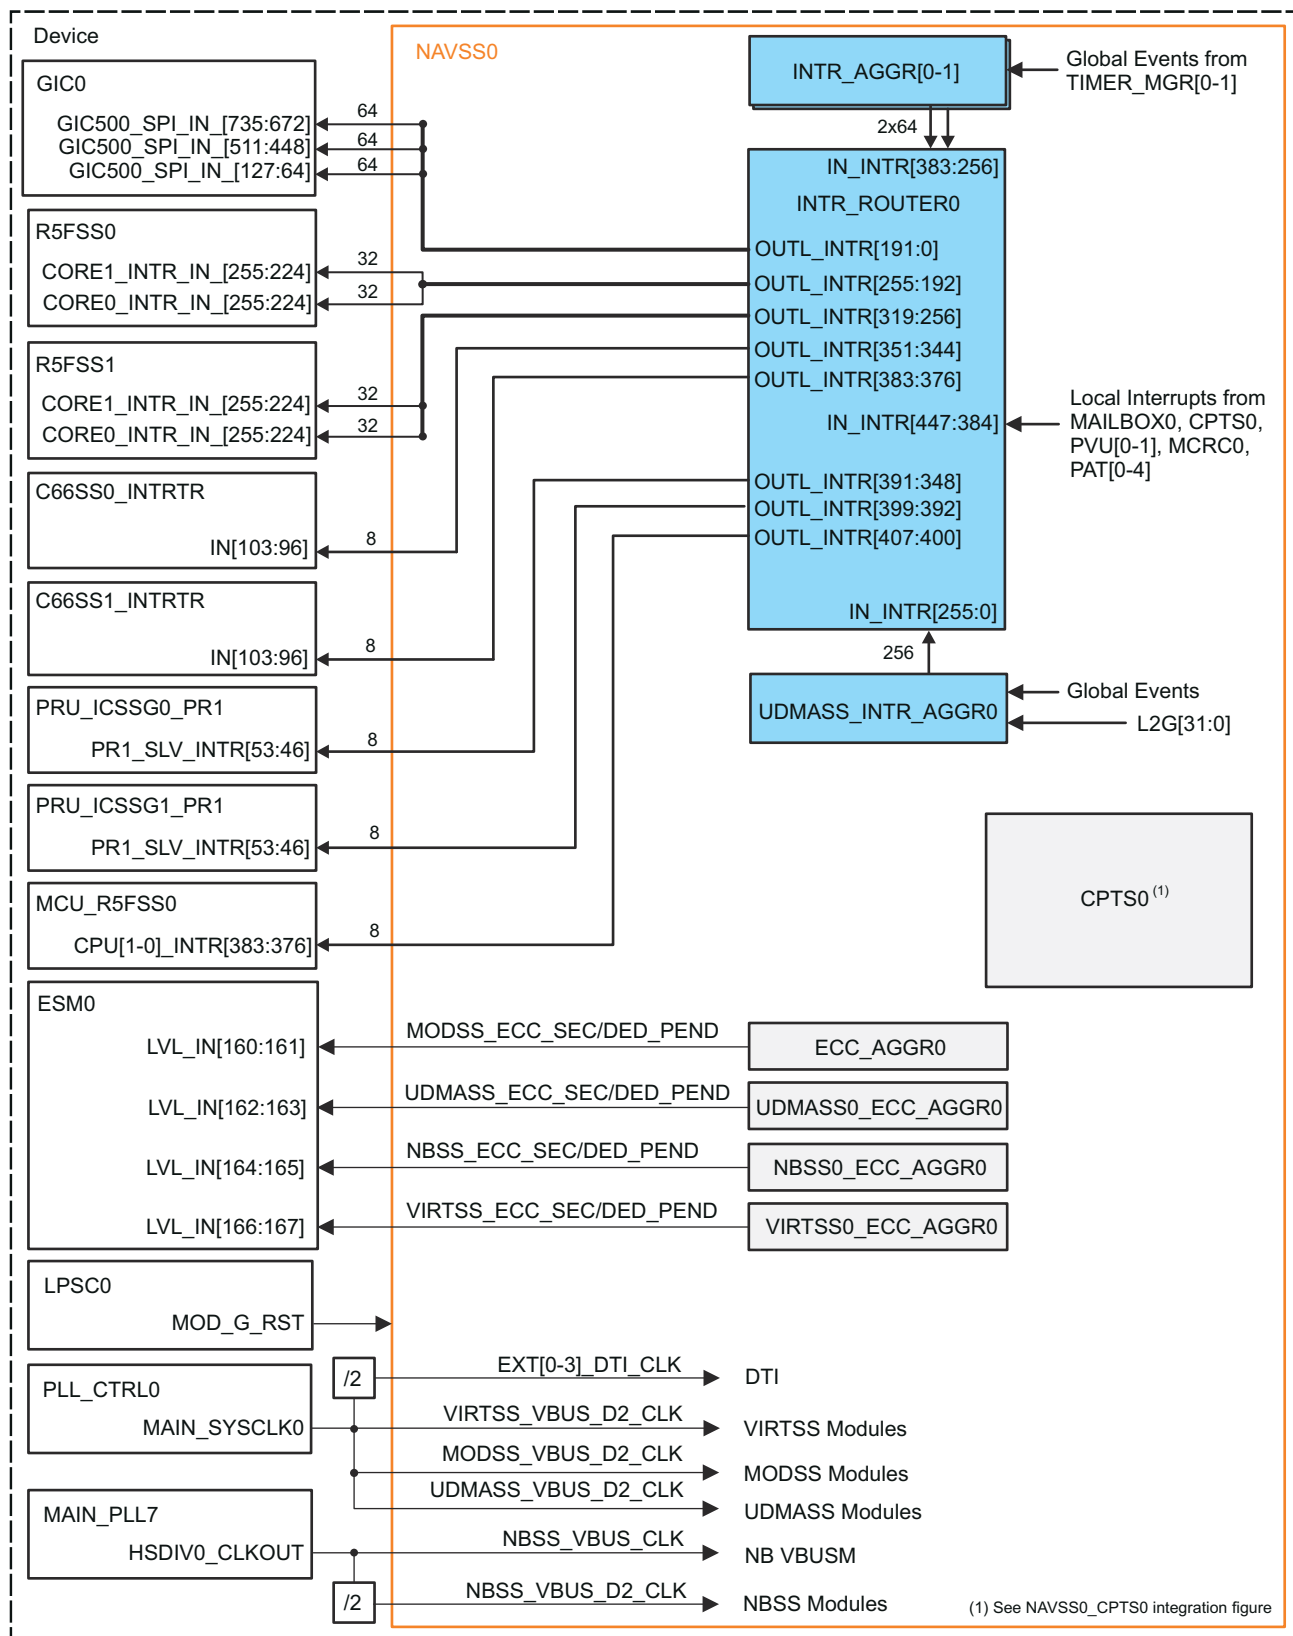 Device
NAVSS0
GIC0
GIC500_SPI_IN_[735:672]
GIC500_SPI_IN_[511:448]
GIC500_SPI_IN_[127:64]
64
64
64
INTR_AGGR[0-1]
Global Events from
TIMER_MGR[0-1]
2x64
IN_INTR[383:256]
INTR_ROUTER0
OUTL_INTR[191:0]
OUTL_INTR[255:192]
OUTL_INTR[319:256]
OUTL_INTR[351:344]
OUTL_INTR[383:376]
IN_INTR[447:384]
Local Interrupts from
MAILBOX0, CPTS0,
PVU[0-1], MCRC0,
PAT[0-4]
OUTL_INTR[391:348]
OUTL_INTR[399:392]
OUTL_INTR[407:400]
IN_INTR[255:0]
256
UDMASS_INTR_AGGR0
Global Events
L2G[31:0]
R5FSS0
CORE1_INTR_IN_[255:224]
CORE0_INTR_IN_[255:224]
32
32
R5FSS1
CORE1_INTR_IN_[255:224]
CORE0_INTR_IN_[255:224]
32
32
C66SS0_INTRTR
IN[103:96]
8
C66SS1_INTRTR
IN[103:96]
8
PRU_ICSSG0_PR1
PR1_SLV_INTR[53:46]
8
PRU_ICSSG1_PR1
PR1_SLV_INTR[53:46]
8
CPTS0 (1)
MCU_R5FSS0
CPU[1-0]_INTR[383:376]
8
ESM0
LVL_IN[160:161]
MODSS_ECC_SEC/DED_PEND
ECC_AGGR0
LVL_IN[162:163]
UDMASS_ECC_SEC/DED_PEND
UDMASS0_ECC_AGGR0
LVL_IN[164:165]
NBSS_ECC_SEC/DED_PEND
NBSS0_ECC_AGGR0
LVL_IN[166:167]
VIRTSS_ECC_SEC/DED_PEND
VIRTSS0_ECC_AGGR0
LPSC0
MOD_G_RST
PLL_CTRL0
MAIN_SYSCLK0
/2
EXT[0-3]_DTI_CLK
DTI
VIRTSS_VBUS_D2_CLK
VIRTSS Modules
MODSS_VBUS_D2_CLK
MODSS Modules
UDMASS_VBUS_D2_CLK
UDMASS Modules
MAIN_PLL7
HSDIV0_CLKOUT
NBSS_VBUS_CLK
NB VBUSM
/2
NBSS_VBUS_D2_CLK
NBSS Modules
(1) See NAVSS0_CPTS0 integration figure